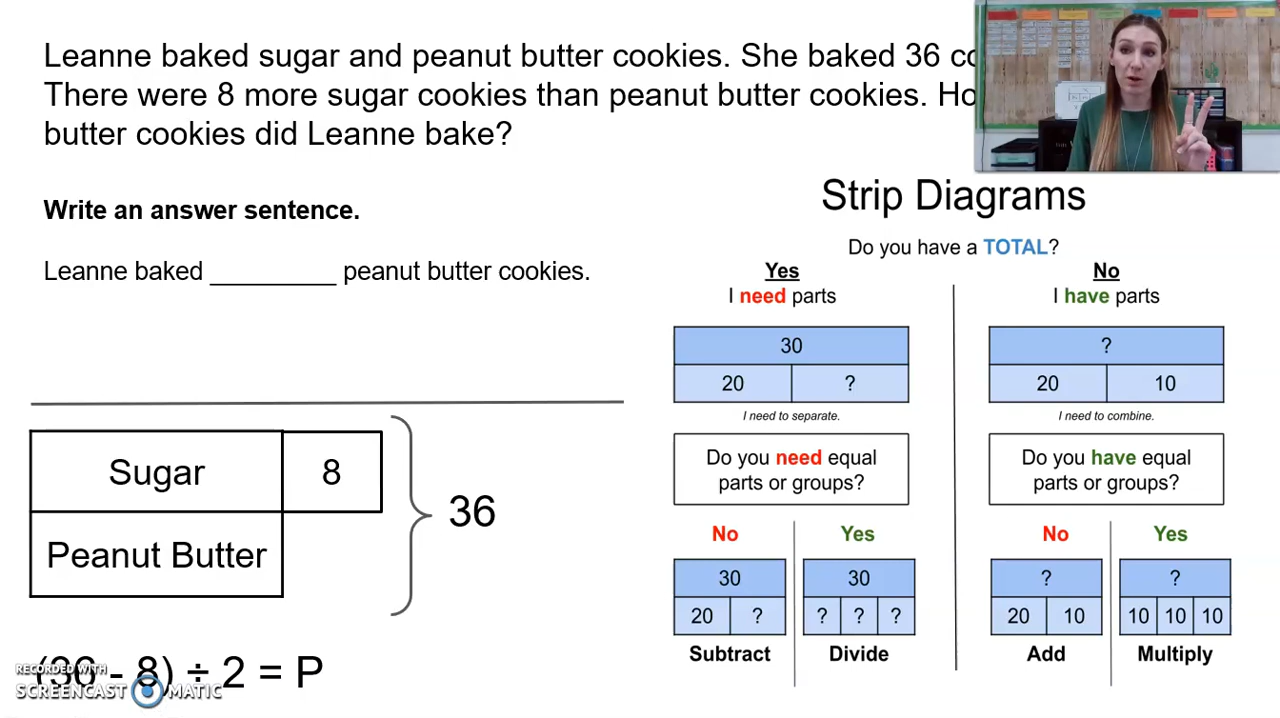 Leanne baked sugar and peanut butter cookies. She baked 36
There were 8 more sugar cookies than peanut butter cookies.
butter cookies did Leanne bake?
Write an answer sentence.
Leanne baked _________ peanut butter cookies.
Sugar 8
Peanut Butter
36
(36 - 8) ÷ 2 = P
RECORDED WITH
SCREENCAST MATIC
Strip Diagrams
Do you have a TOTAL?
Yes
I need parts
30
20 ?
I need to separate.
Do you need equal
parts or groups?
No Yes
30 30
20 ? ? ? ?
Subtract Divide
No
I have parts
?
20 10
I need to combine.
Do you have equal
parts or groups?
No Yes
? ?
20 10 10 10 10
Add Multiply